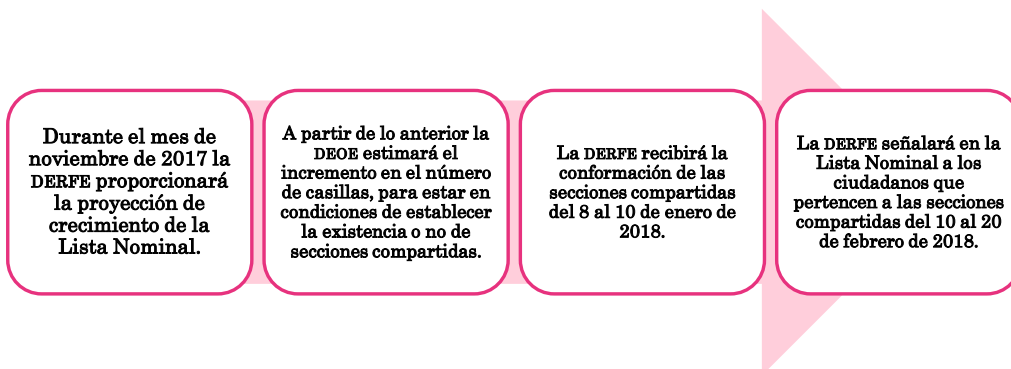 Durante el mes de
noviembre de 2017 la
DERFE proporcionará
la proyección de
crecimiento de la
Lista Nominal.
A partir de lo anterior la
DEOE estimará el
incremento en el número
de casillas, para estar en
condiciones de establecer
la existencia o no de
secciones compartidas.
La DERFE recibirá la
conformación de las
secciones compartidas
del 8 al 10 de enero de
2018.
La DERFE señalará en la
Lista Nominal a los
ciudadanos que
pertencen a las secciones
compartidas del 10 al 20
de febrero de 2018.